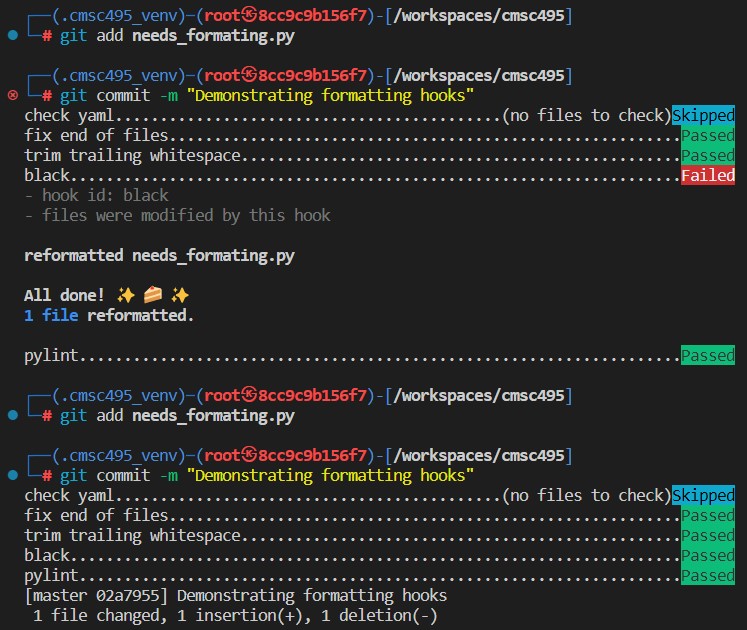 ┌──(.cmsc495_venv)─(root㉿8cc9c9b156f7)-[/workspaces/cmsc495]
└─# git add needs_formating.py
┌──(.cmsc495_venv)─(root㉿8cc9c9b156f7)-[/workspaces/cmsc495]
└─# git commit -m "Demonstrating formatting hooks"
check yaml...........................................(no files to check)Skipped
fix end of files.........................................................Passed
trim trailing whitespace.................................................Passed
black....................................................................Failed
- hook id: black
- files were modified by this hook
reformatted needs_formating.py
All done! ✨ 🍰 ✨
1 file reformatted.
pylint...................................................................Passed
┌──(.cmsc495_venv)─(root㉿8cc9c9b156f7)-[/workspaces/cmsc495]
└─# git add needs_formating.py
┌──(.cmsc495_venv)─(root㉿8cc9c9b156f7)-[/workspaces/cmsc495]
└─# git commit -m "Demonstrating formatting hooks"
check yaml...........................................(no files to check)Skipped
fix end of files.........................................................Passed
trim trailing whitespace.................................................Passed
black....................................................................Passed
pylint...................................................................Passed
[master 02a7955] Demonstrating formatting hooks
1 file changed, 1 insertion(+), 1 deletion(-)